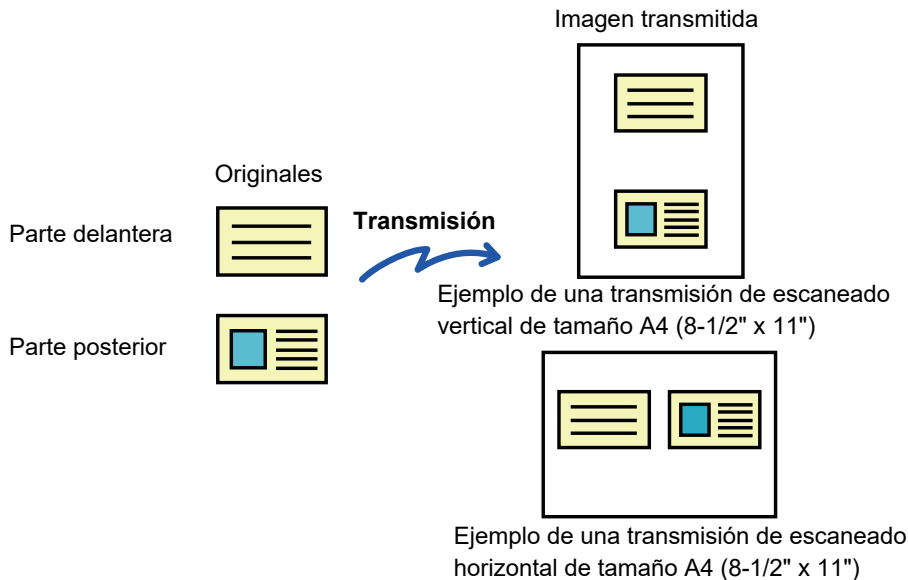 Imagen transmitida
Originales
Parte delantera
Transmisión
Parte posterior
Ejemplo de una transmisión de escaneado
vertical de tamaño A4 (8-1/2" x 11")
Ejemplo de una transmisión de escaneado
horizontal de tamaño A4 (8-1/2" x 11")